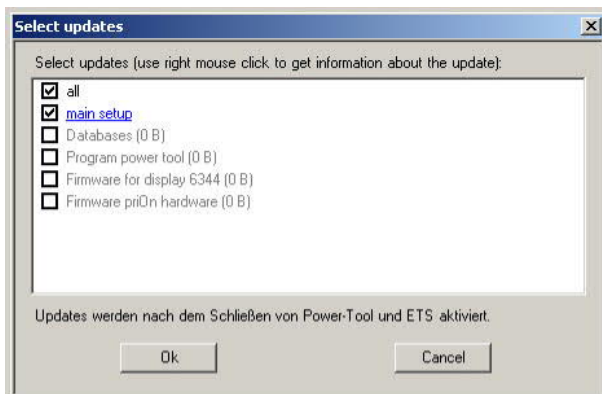 Select updates
Select updates (use right mouse click to get information about the update):
all
main setup
Databases (0 B)
Program power tool (0 B)
Firmware for display 6344 (0 B)
Firmware priOn hardware (0 B)
Updates werden nach dem Schließen von Power-Tool und ETS aktiviert.
Ok Cancel